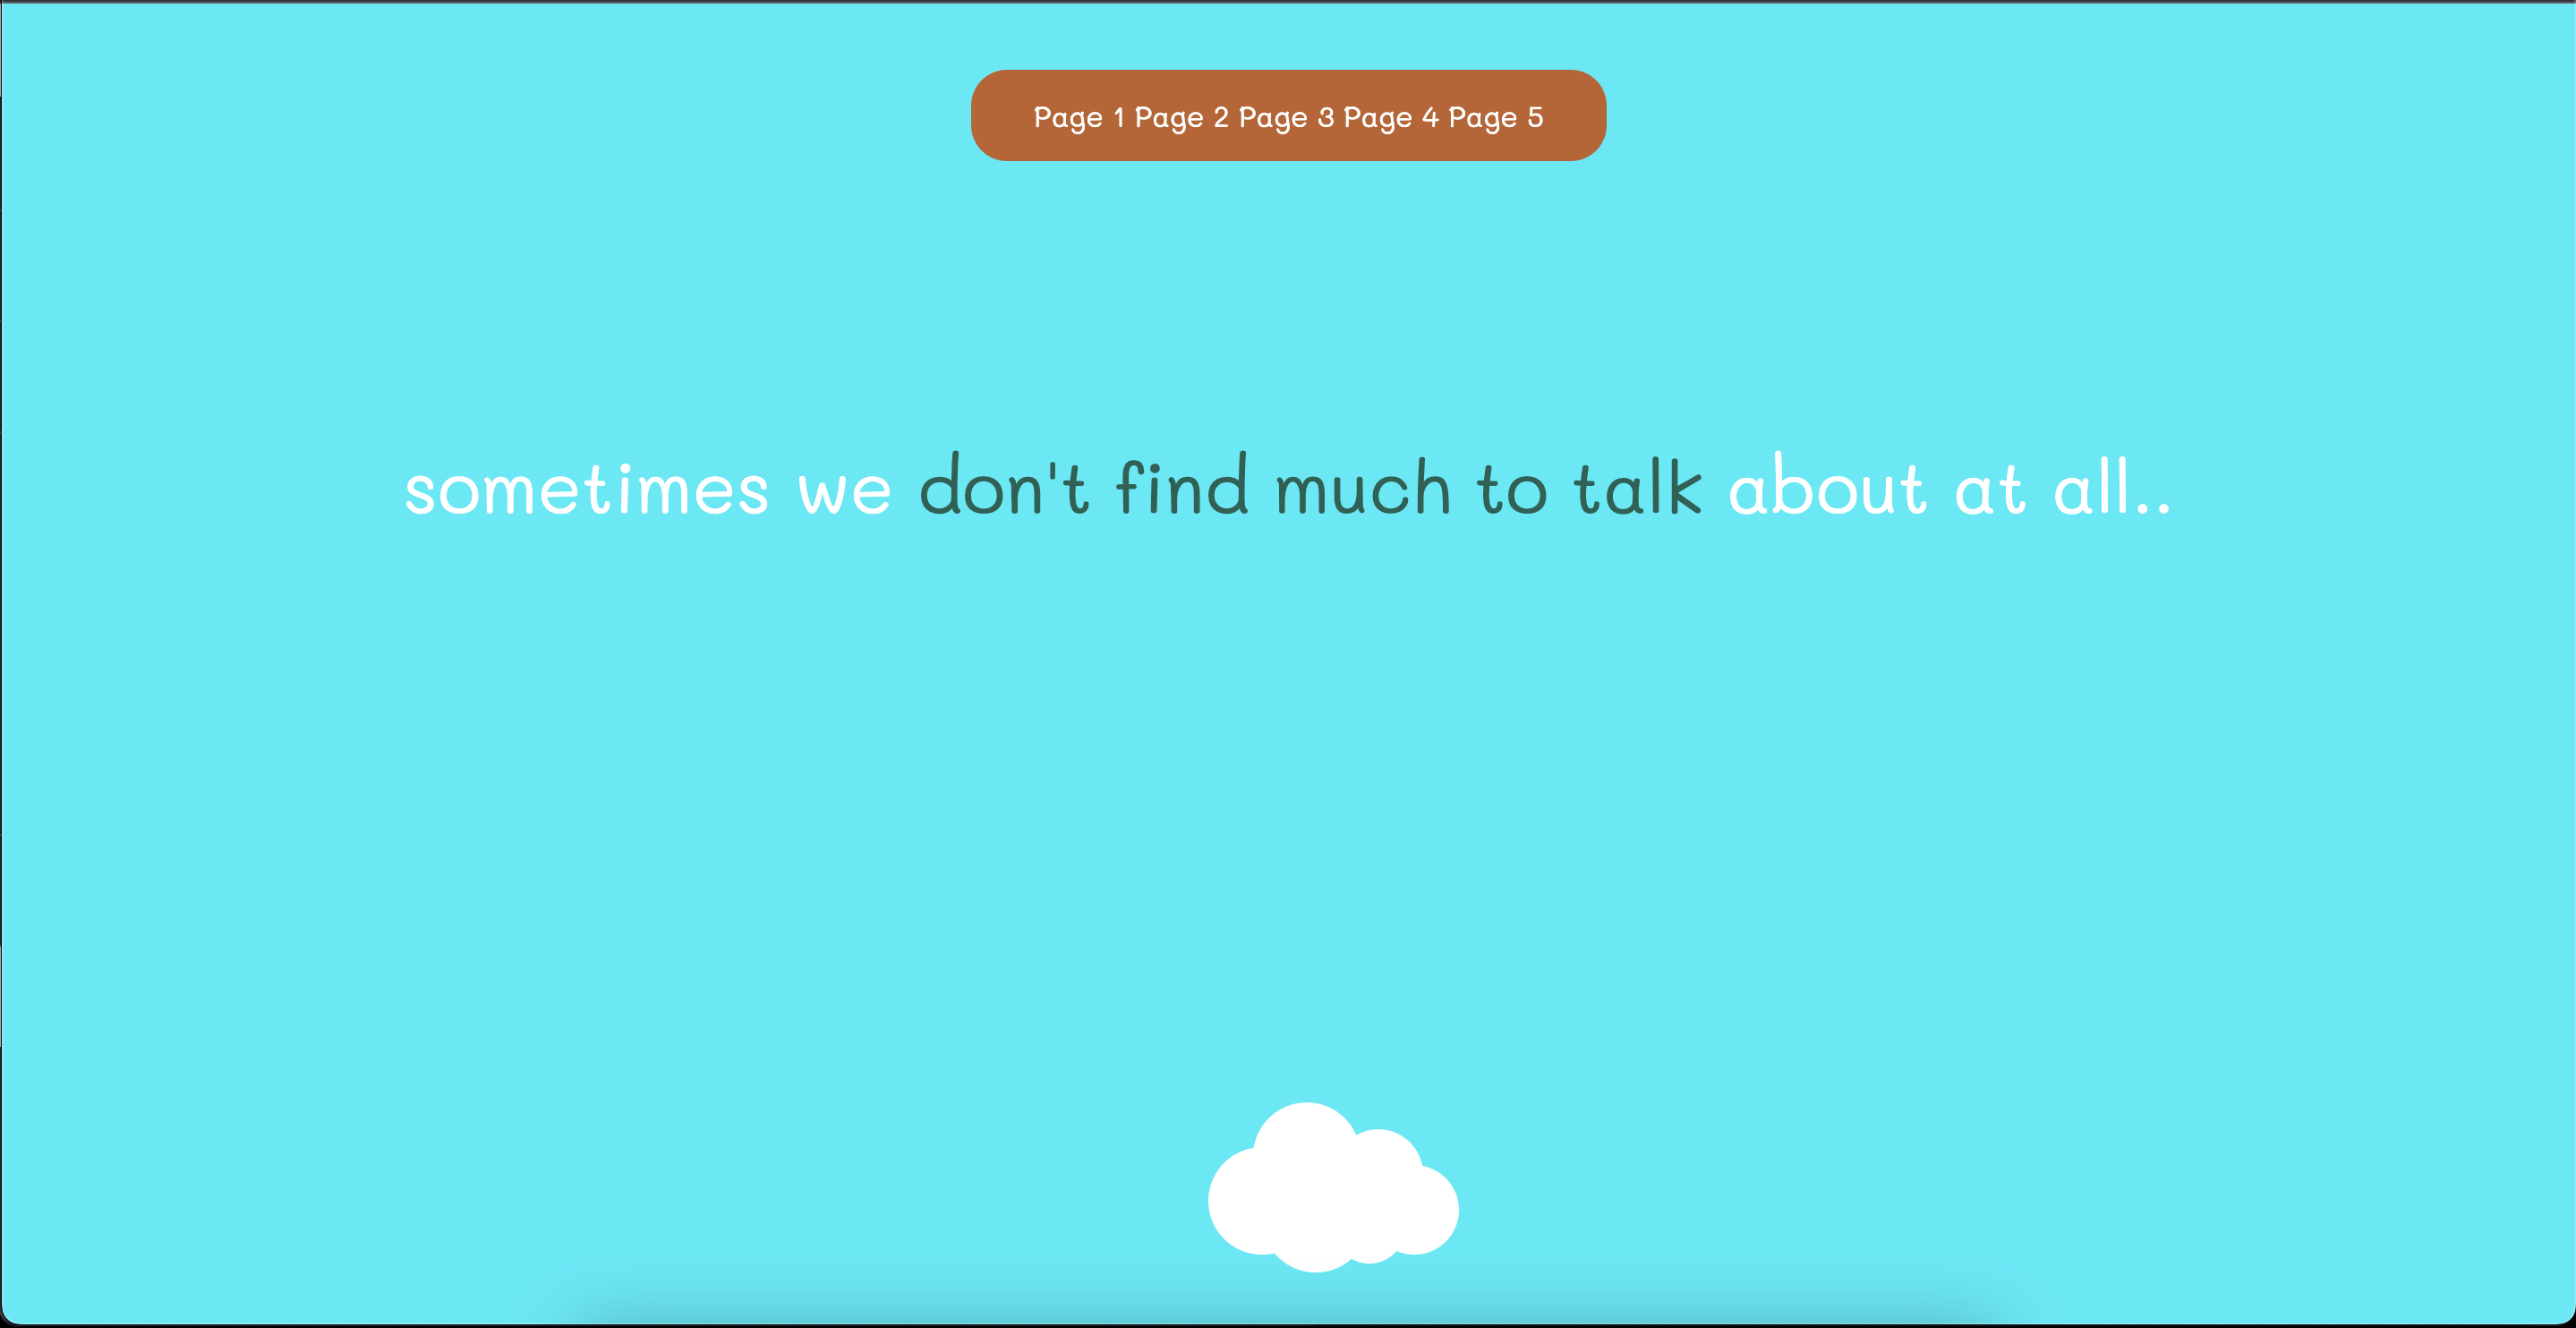 Page 1 Page 2 Page 3 Page 4 Page 5
sometimes we don't find much to talk about at all..